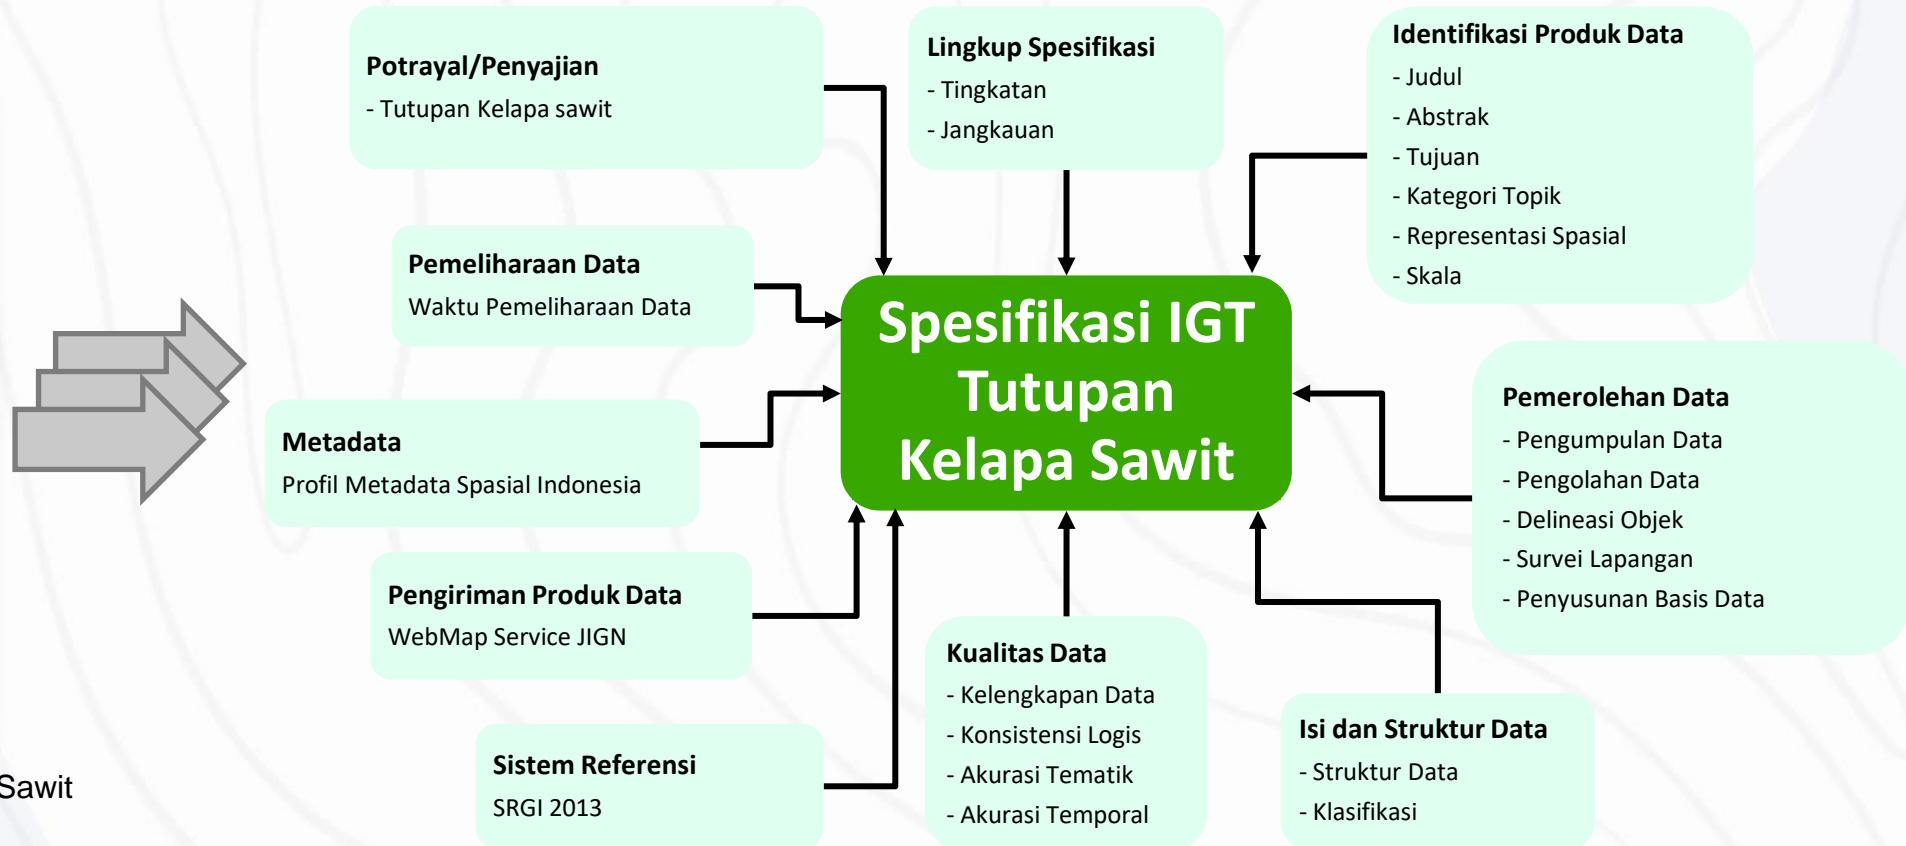 Potrayal/Penyajian
- Tutupan Kelapa sawit
Lingkup Spesifikasi
- Tingkatan
- Jangkauan
Identifikasi Produk Data
- Judul
- Abstrak
- Tujuan
- Kategori Topik
- Representasi Spasial
- Skala
Pemeliharaan Data
Waktu Pemeliharaan Data
Spesifikasi IGT
Tutupan
Kelapa Sawit
Metadata
Profil Metadata Spasial Indonesia
Pemerolehan Data
- Pengumpulan Data
- Pengolahan Data
- Delineasi Objek
- Survei Lapangan
- Penyusunan Basis Data
Pengiriman Produk Data
WebMap Service JIGN
Sistem Referensi
SRGI 2013
Kualitas Data
- Kelengkapan Data
- Konsistensi Logis
- Akurasi Tematik
- Akurasi Temporal
Isi dan Struktur Data
- Struktur Data
- Klasifikasi
Sawit